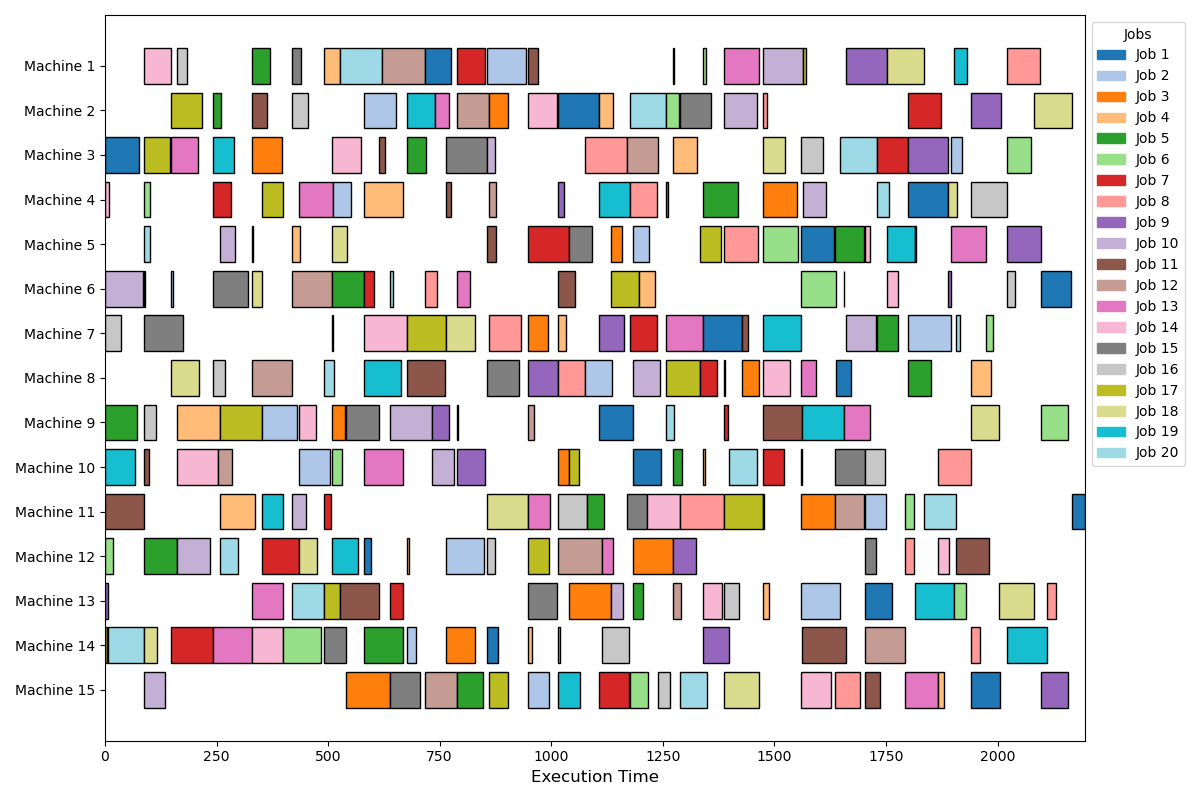 Machine 1
Machine 2
Machine 3
Machine 4
Machine 5
Machine 6
Machine 7
Machine 8
Machine 9
Machine 10
Machine 11
Machine 12
Machine 13
Machine 14
Machine 15
0 250 500 750 1000 1250 1500 1750 2000
Execution Time
Jobs
Job 1
Job 2
Job 3
Job 4
Job 5
Job 6
Job 7
Job 8
Job 9
Job 10
Job 11
Job 12
Job 13
Job 14
Job 15
Job 16
Job 17
Job 18
Job 19
Job 20